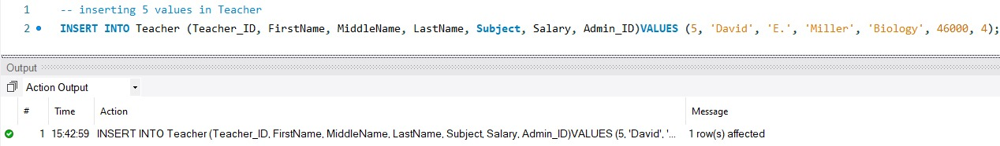 1 -- inserting 5 values in Teacher
2 INSERT INTO Teacher (Teacher_ID, FirstName, MiddleName, LastName, Subject, Salary, Admin_ID)VALUES (5, 'David', 'E.', 'Miller', 'Biology', 46000, 4);
Output
Action Output
# Time Action Message
1 15:42:59 INSERT INTO Teacher (Teacher_ID, FirstName, MiddleName, LastName, Subject, Salary, Admin_ID)VALUES (5, 'David', '... 1 row(s) affected